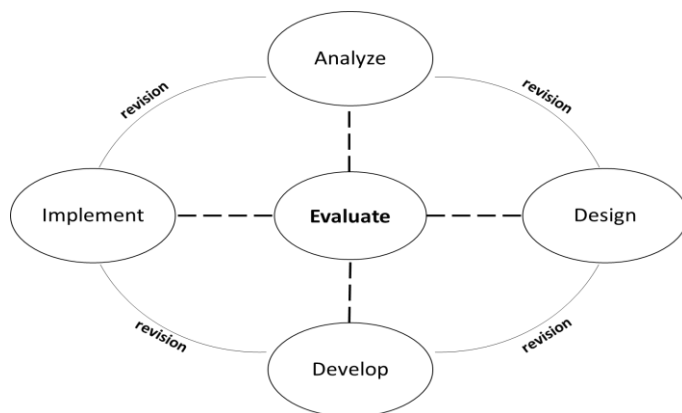 Analyze
revision
revision
Implement
Evaluate
Design
revision
revision
Develop